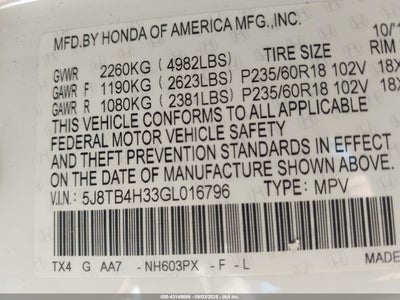 MFD.BY HONDA OF AMERICA MFG.,INC. 10/1
TIRE SIZE RIM
GVWR 2260KG ( 4982LBS)
GAWR F 1190KG ( 2623LBS) P235/60R18 102V 18X
GAWR R 1080KG ( 2381LBS) P235/60R18 102V 18X
THIS VEHICLE CONFORMS TO ALL APPLICABLE
FEDERAL MOTOR VEHICLE SAFETY
AND THEFT PREVENTION STANDARDS IN EFFECT
ON THE DATE OF MANUFACTURE SHOWN ABOVE.
V.I.N: 5J8TB4H33GL016796 TYPE: MPV
TX4 G AA7 - NH603PX - F - L